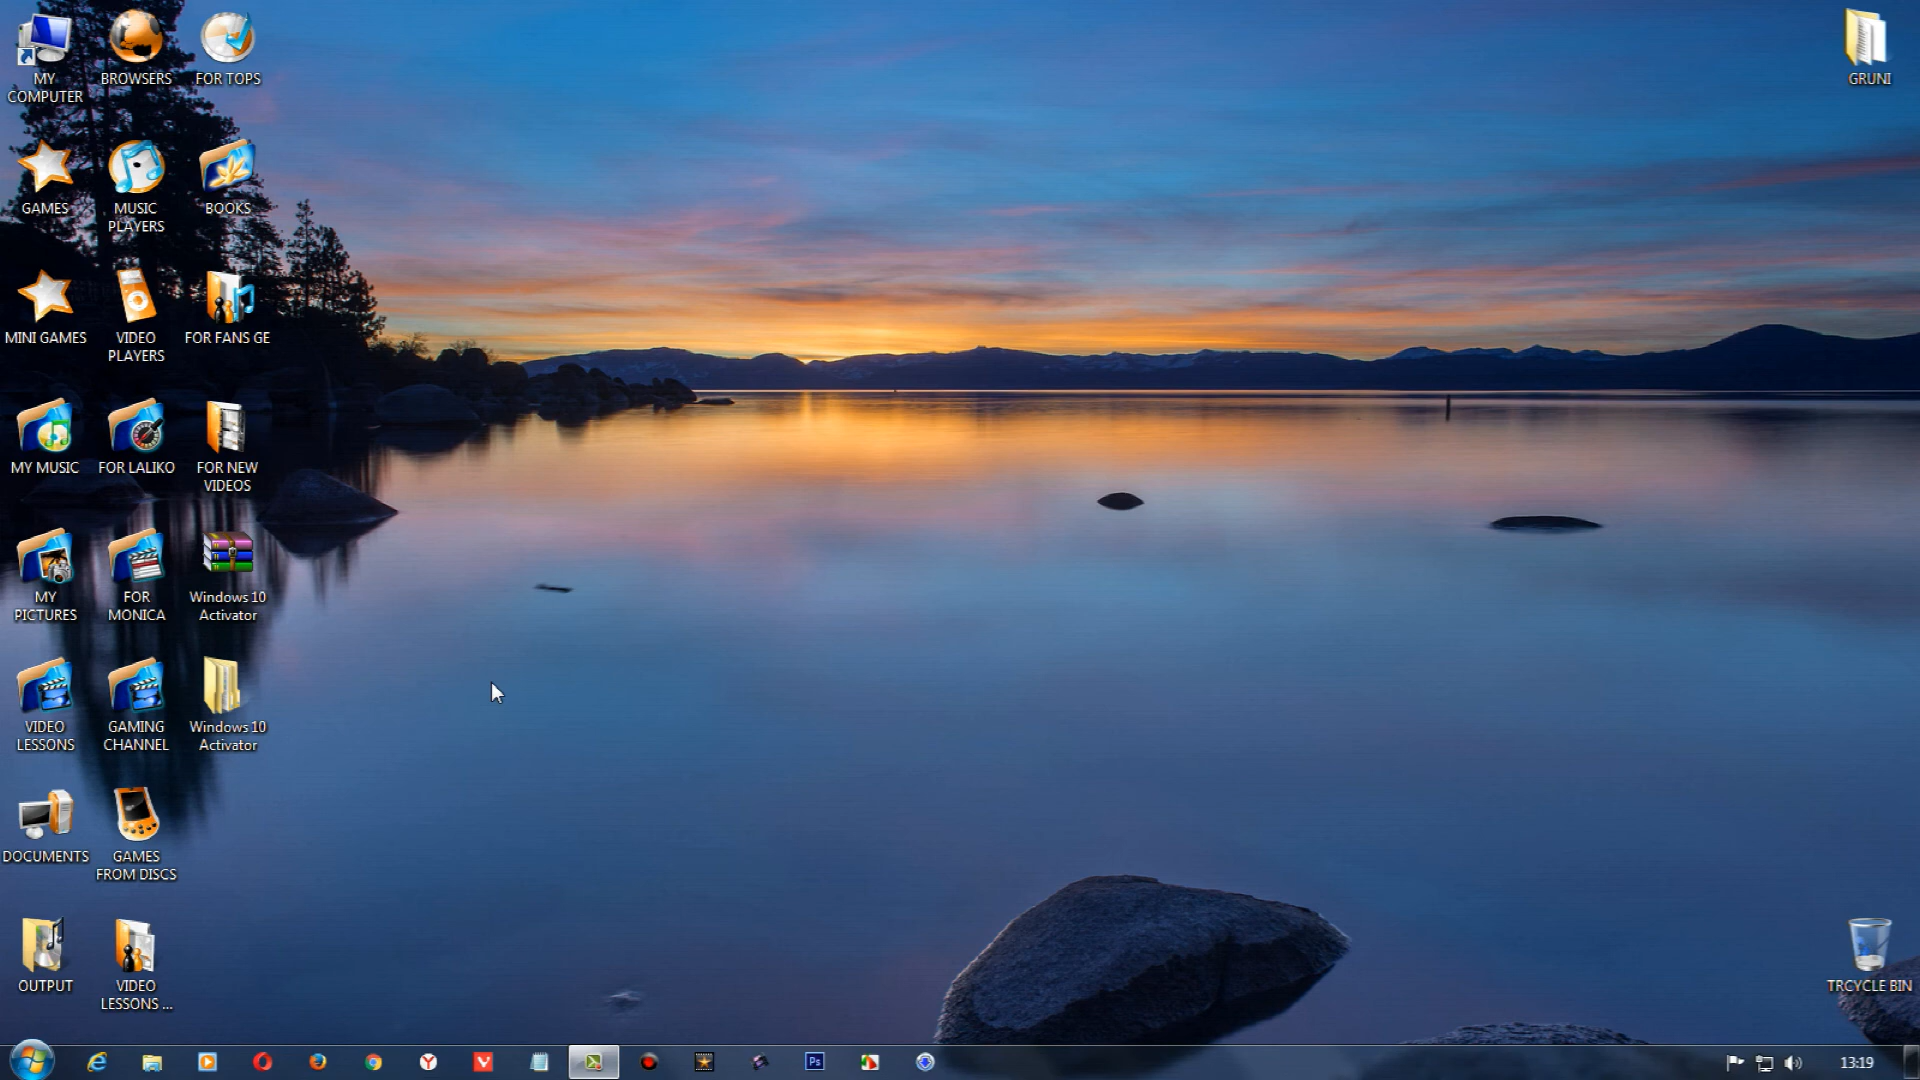 MY
COMPUTER
BROWSERS
FOR TOPS
GRUNI
GAMES
MUSIC
PLAYERS
BOOKS
MINI GAMES
VIDEO
PLAYERS
FOR FANS GE
MY MUSIC
FOR LALIKO
FOR NEW
VIDEOS
MY
PICTURES
FOR
MONICA
Windows 10
Activator
VIDEO
LESSONS
GAMING
CHANNEL
Windows 10
Activator
DOCUMENTS
GAMES
FROM DISCS
OUTPUT
VIDEO
LESSONS ...
TRCYCLE BIN
Ps
13:19